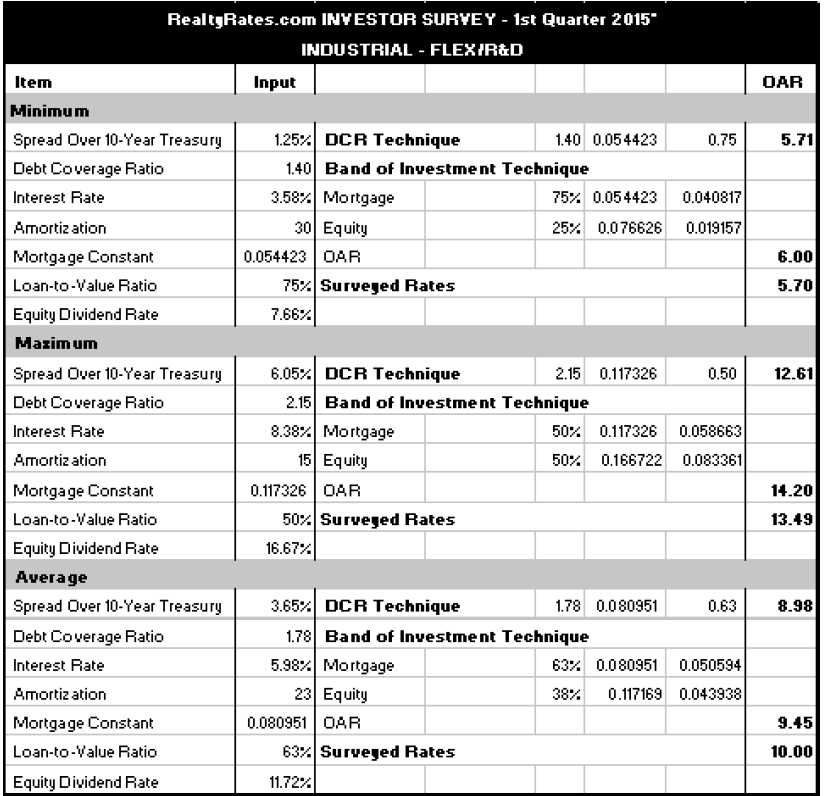 RealtyRates.com INVESTOR SURVEY - 1st Quarter 2015*
INDUSTRIAL - FLEX/R&D
Item Input OAR
Minimum
Spread Over 10-Year Treasury 1.25% DCR Technique 1.40 0.054423 0.75 5.71
Debt Coverage Ratio 1.40 Band of Investment Technique
Interest Rate 3.58% Mortgage 75% 0.054423 0.040817
Amortization 30 Equity 25% 0.076626 0.019157
Mortgage Constant 0.054423 OAR 6.00
Loan-to-Value Ratio 75% Surveyed Rates 5.70
Equity Dividend Rate 7.66%
Maximum
Spread Over 10-Year Treasury 6.05% DCR Technique 2.15 0.117326 0.50 12.61
Debt Coverage Ratio 2.15 Band of Investment Technique
Interest Rate 8.38% Mortgage 50% 0.117326 0.058663
Amortization 15 Equity 50% 0.166722 0.083361
Mortgage Constant 0.117326 OAR 14.20
Loan-to-Value Ratio 50% Surveyed Rates 13.49
Equity Dividend Rate 16.67%
Average
Spread Over 10-Year Treasury 3.65% DCR Technique 1.78 0.080951 0.63 8.98
Debt Coverage Ratio 1.78 Band of Investment Technique
Interest Rate 5.98% Mortgage 63% 0.080951 0.050594
Amortization 23 Equity 38% 0.117169 0.043938
Mortgage Constant 0.080951 OAR 9.45
Loan-to-Value Ratio 63% Surveyed Rates 10.00
Equity Dividend Rate 11.72%